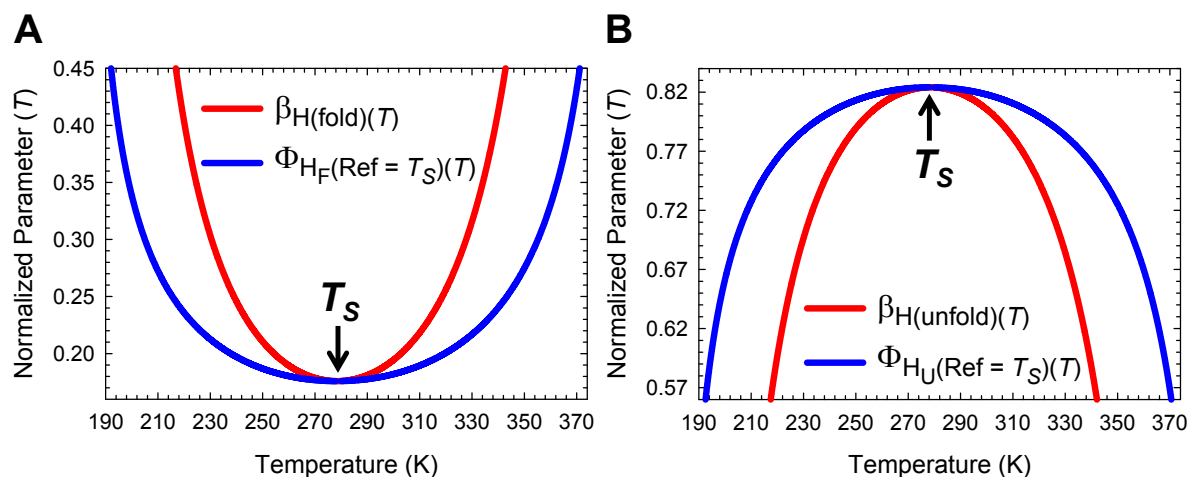 A
Normalized Parameter (T)
0.45
0.40
0.35
0.30
0.25
0.20
βH(fold)(T)
ΦHF(Ref = TS)(T)
TS
190 210 230 250 270 290 310 330 350 370
Temperature (K)
B
Normalized Parameter (T)
0.82
0.77
0.72
0.67
0.62
0.57
TS
βH(unfold)(T)
ΦHU(Ref = TS)(T)
190 210 230 250 270 290 310 330 350 370
Temperature (K)